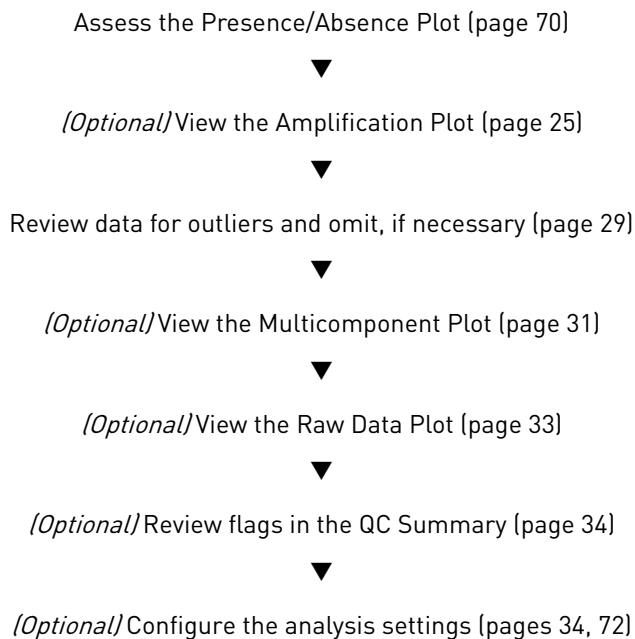 Assess the Presence/Absence Plot (page 70)
▼
(Optional) View the Amplification Plot (page 25)
▼
Review data for outliers and omit, if necessary (page 29)
▼
(Optional) View the Multicomponent Plot (page 31)
▼
(Optional) View the Raw Data Plot (page 33)
▼
(Optional) Review flags in the QC Summary (page 34)
▼
(Optional) Configure the analysis settings (pages 34, 72)